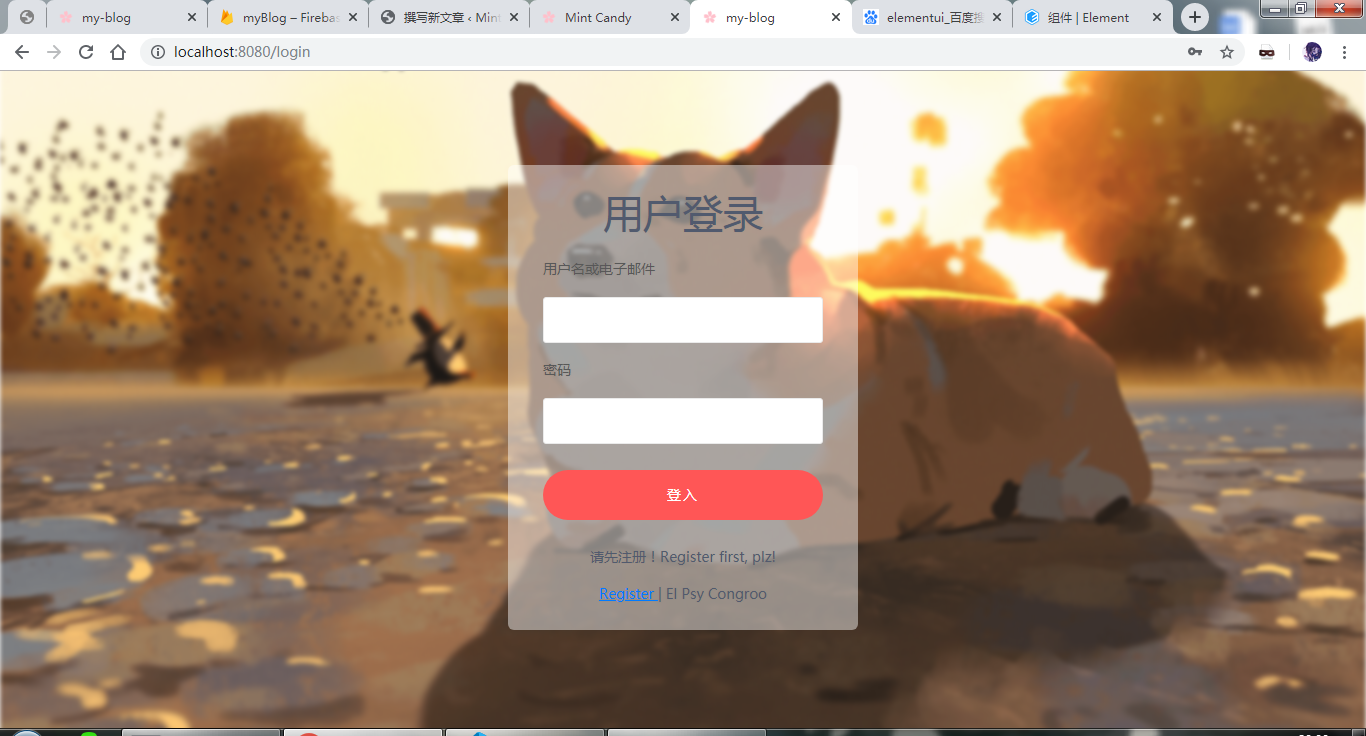 my-blog
myBlog – Firebas
撰写新文章 ‹ Mint
Mint Candy
my-blog
elementui_百度搜
组件 | Element
localhost:8080/login
用户登录
用户名或电子邮件
密码
登入
请先注册！Register first, plz!
Register | El Psy Congroo